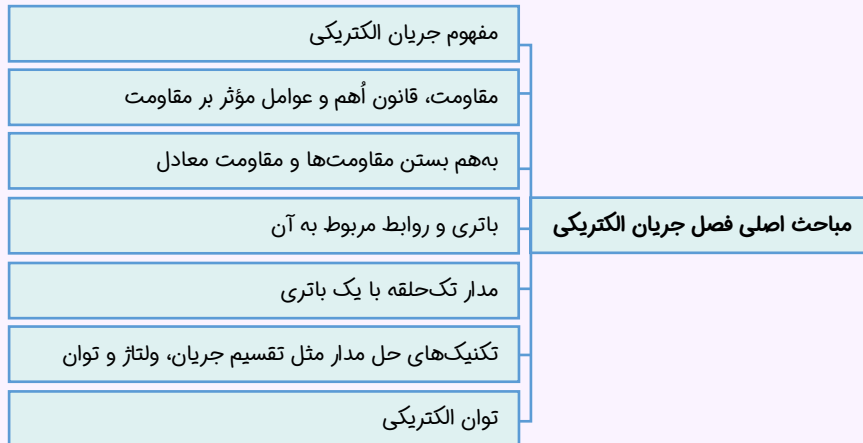 مباحث اصلی فصل جریان الکتریکی
مفهوم جریان الکتریکی
مقاومت، قانون اُهم و عوامل مؤثر بر مقاومت
به‌هم بستن مقاومت‌ها و مقاومت معادل
باتری و روابط مربوط به آن
مدار تک‌حلقه با یک باتری
تکنیک‌های حل مدار مثل تقسیم جریان، ولتاژ و توان
توان الکتریکی